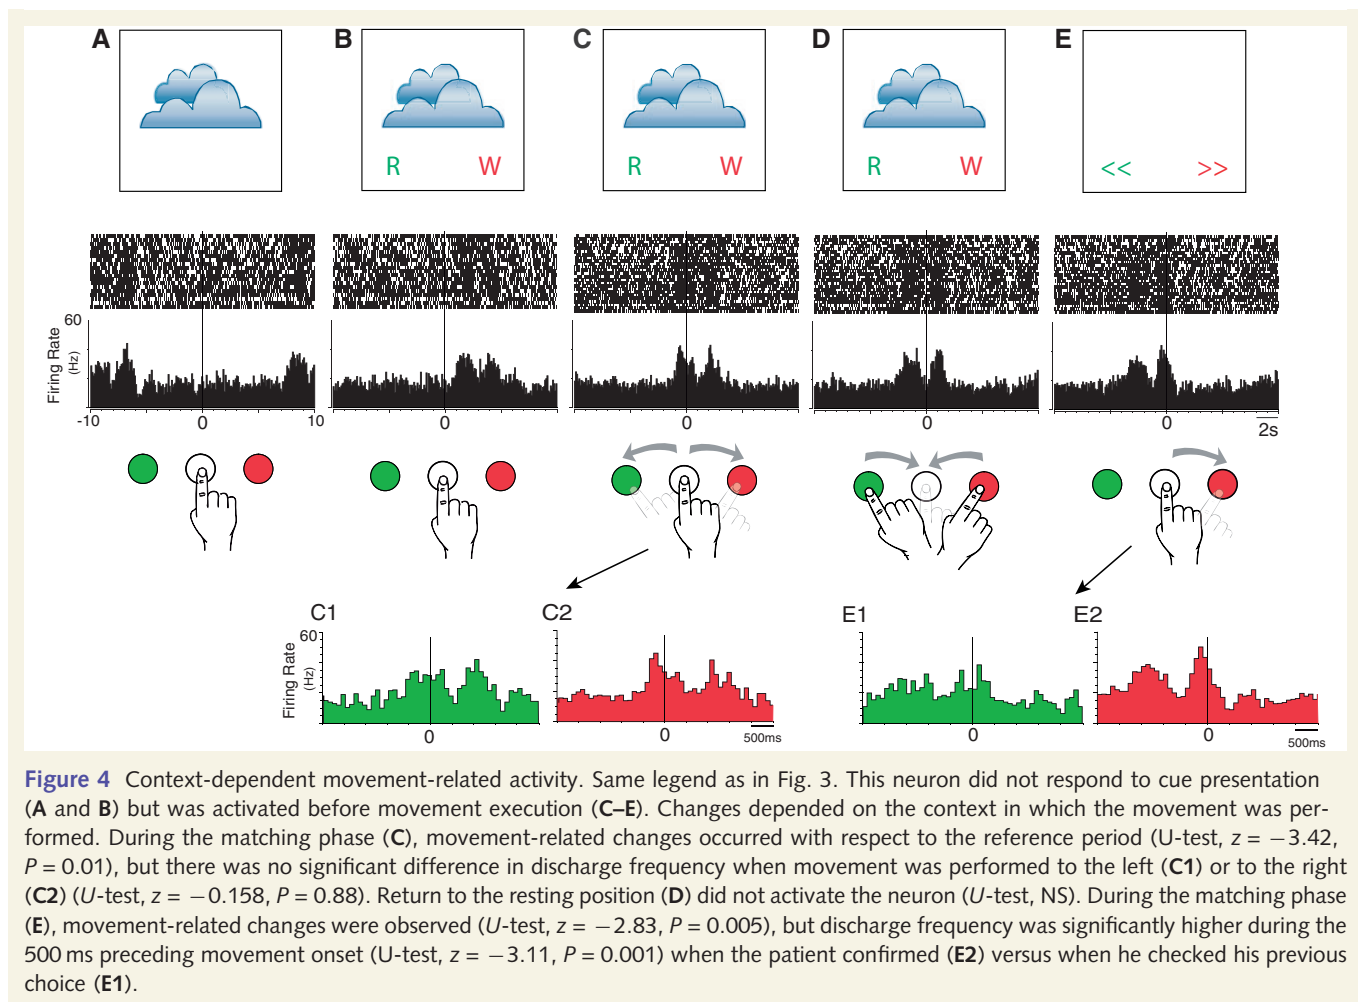 A B C D E
R W R W R W << >>
60
Firing Rate
(Hz)
-10 0 10 0 0 0 0 2s
C1 C2 E1 E2
60
Firing Rate
(Hz)
0 0 500ms 0 0 500ms
Figure 4 Context-dependent movement-related activity. Same legend as in Fig. 3. This neuron did not respond to cue presentation
(A and B) but was activated before movement execution (C–E). Changes depended on the context in which the movement was per-
formed. During the matching phase (C), movement-related changes occurred with respect to the reference period (U-test, z = −3.42,
P = 0.01), but there was no significant difference in discharge frequency when movement was performed to the left (C1) or to the right
(C2) (U-test, z = −0.158, P = 0.88). Return to the resting position (D) did not activate the neuron (U-test, NS). During the matching phase
(E), movement-related changes were observed (U-test, z = −2.83, P = 0.005), but discharge frequency was significantly higher during the
500 ms preceding movement onset (U-test, z = −3.11, P = 0.001) when the patient confirmed (E2) versus when he checked his previous
choice (E1).